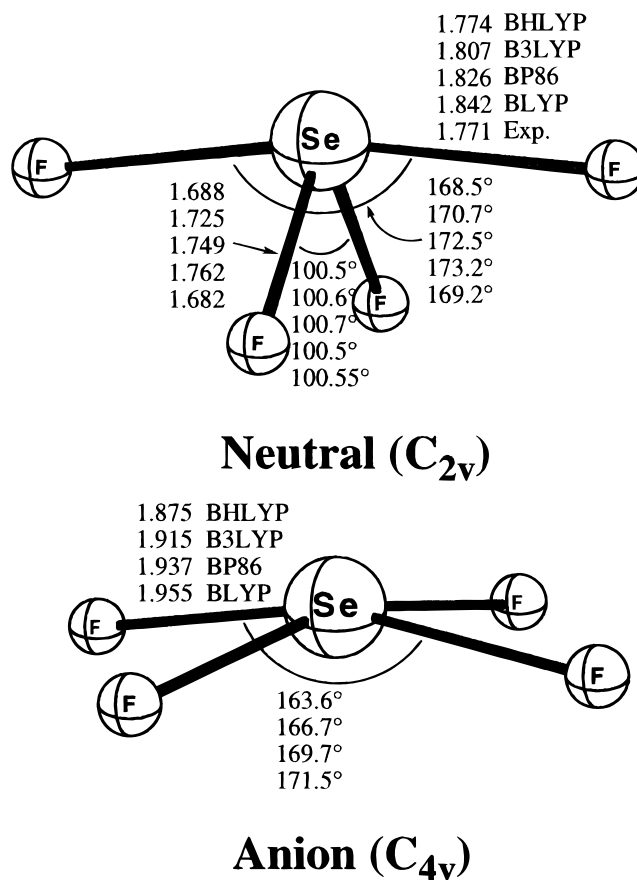 1.774 BHLYP
1.807 B3LYP
1.826 BP86
1.842 BLYP
1.771 Exp.
Se
F
F
1.688
1.725
1.749
1.762
1.682
168.5°
170.7°
172.5°
173.2°
169.2°
100.5°
100.6°
100.7°
100.5°
100.55°
F
F
Neutral (C2v)
1.875 BHLYP
1.915 B3LYP
1.937 BP86
1.955 BLYP
Se
F
F
F
F
163.6°
166.7°
169.7°
171.5°
Anion (C4v)